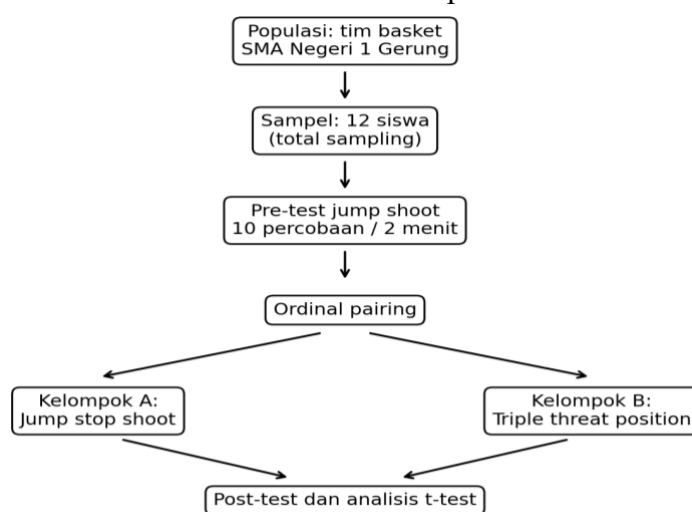 Populasi: tim basket
SMA Negeri 1 Gerung
Sampel: 12 siswa
(total sampling)
Pre-test jump shoot
10 percobaan / 2 menit
Ordinal pairing
Kelompok A:
Jump stop shoot
Kelompok B:
Triple threat position
Post-test dan analisis t-test